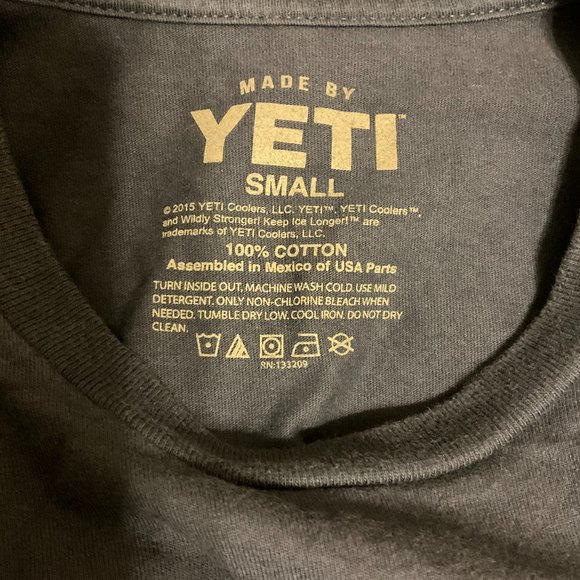 MADE BY
YETI™
SMALL
© 2015 YETI Coolers, LLC. YETI™, YETI Coolers™,
and Wildly Stronger! Keep Ice Longer!™ are
trademarks of YETI Coolers, LLC.
100% COTTON
Assembled in Mexico of USA Parts
TURN INSIDE OUT, MACHINE WASH COLD. USE MILD
DETERGENT. ONLY NON-CHLORINE BLEACH WHEN
NEEDED. TUMBLE DRY LOW. COOL IRON. DO NOT DRY
CLEAN.
RN:133209